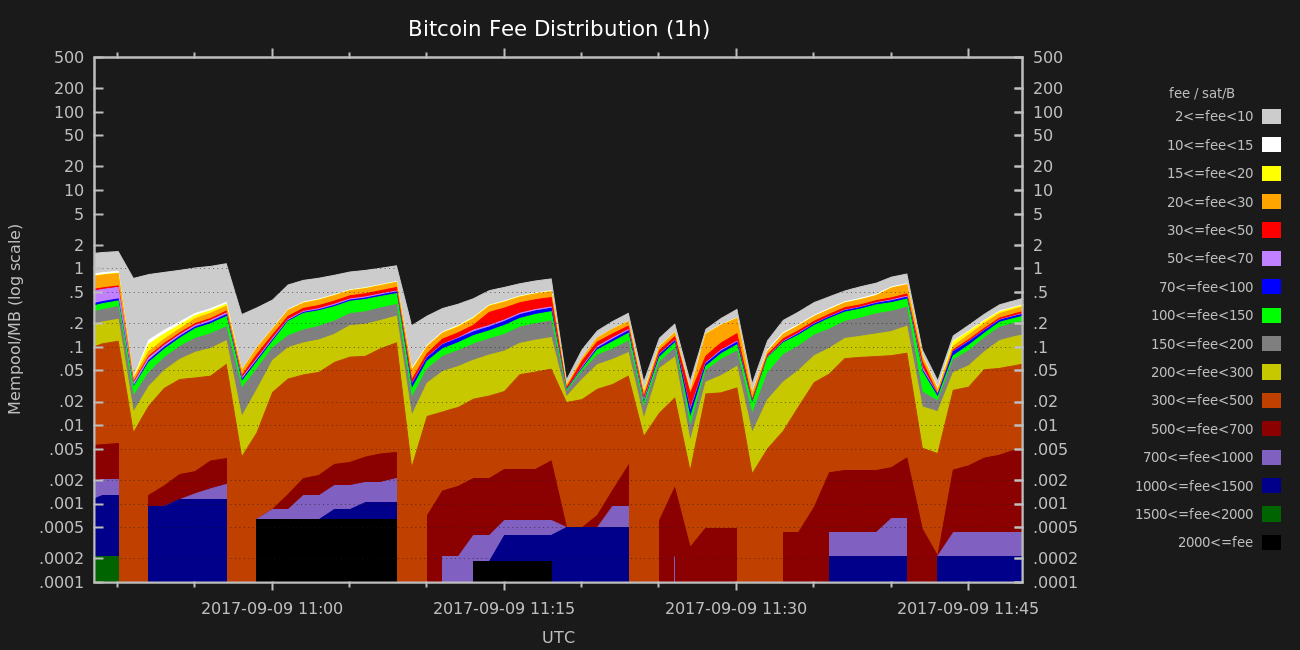 Bitcoin Fee Distribution (1h)
Mempool/MB (log scale)
500
200
100
50
20
10
5
2
1
.5
.2
.1
.05
.02
.01
.005
.002
.001
.0005
.0002
.0001
500
200
100
50
20
10
5
2
1
.5
.2
.1
.05
.02
.01
.005
.002
.001
.0005
.0002
.0001
2017-09-09 11:00
2017-09-09 11:15
2017-09-09 11:30
2017-09-09 11:45
UTC
fee / sat/B
2<=fee<10
10<=fee<15
15<=fee<20
20<=fee<30
30<=fee<50
50<=fee<70
70<=fee<100
100<=fee<150
150<=fee<200
200<=fee<300
300<=fee<500
500<=fee<700
700<=fee<1000
1000<=fee<1500
1500<=fee<2000
2000<=fee